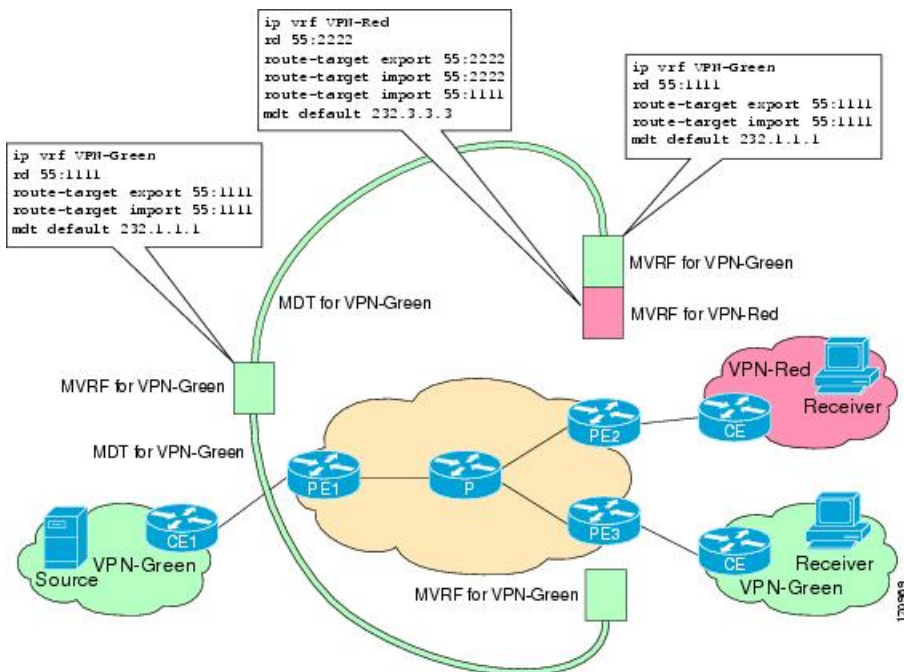 ip vrf VPN-Red
rd 55:2222
route-target export 55:2222
route-target import 55:2222
route-target import 55:1111
mdt default 232.3.3.3
ip vrf VPN-Green
rd 55:1111
route-target export 55:1111
route-target import 55:1111
mdt default 232.1.1.1
ip vrf VPN-Green
rd 55:1111
route-target export 55:1111
route-target import 55:1111
mdt default 232.1.1.1
MVRF for VPN-Green
MDT for VPN-Green
MVRF for VPN-Red
MVRF for VPN-Green
VPN-Red
Receiver
CE
PE2
MDT for VPN-Green
PE1
P
PE3
CE1
VPN-Green
Source
CE
Receiver
VPN-Green
MVRF for VPN-Green
170969